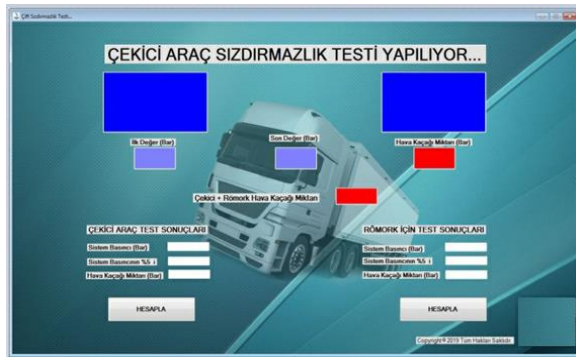 Çift Sızdırmazlık Testi...
ÇEKİCİ ARAÇ SIZDIRMAZLIK TESTİ YAPILIYOR...
İlk Değer (Bar)
Son Değer (Bar)
Hava Kaçağı Miktarı (Bar)
Çekici + Römork Hava Kaçağı Miktarı
ÇEKİCİ ARAÇ TEST SONUÇLARI
Sistem Basıncı (Bar)
Sistem Basıncının %5 i
Hava Kaçağı Miktarı (Bar)
HESAPLA
RÖMORK İÇİN TEST SONUÇLARI
Sistem Basıncı (Bar)
Sistem Basıncının %5 i
Hava Kaçağı Miktarı (Bar)
HESAPLA
Copyright® 2019 Tüm Hakları Saklıdır.